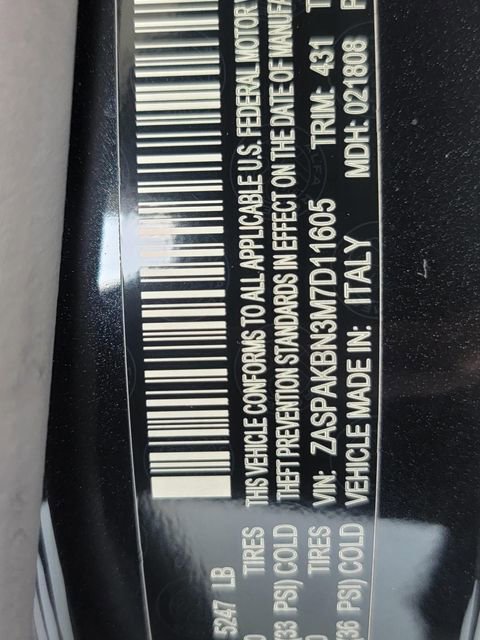 5247 LB
TIRES THIS VEHICLE CONFORMS TO ALL APPLICABLE U.S. FEDERAL MOTOR
33 PSI) COLD THEFT PREVENTION STANDARDS IN EFFECT ON THE DATE OF MANUFA
TIRES VIN: ZASPAKBN3M7D11605 TRIM: 431 T
36 PSI) COLD VEHICLE MADE IN: ITALY MDH: 021808 P